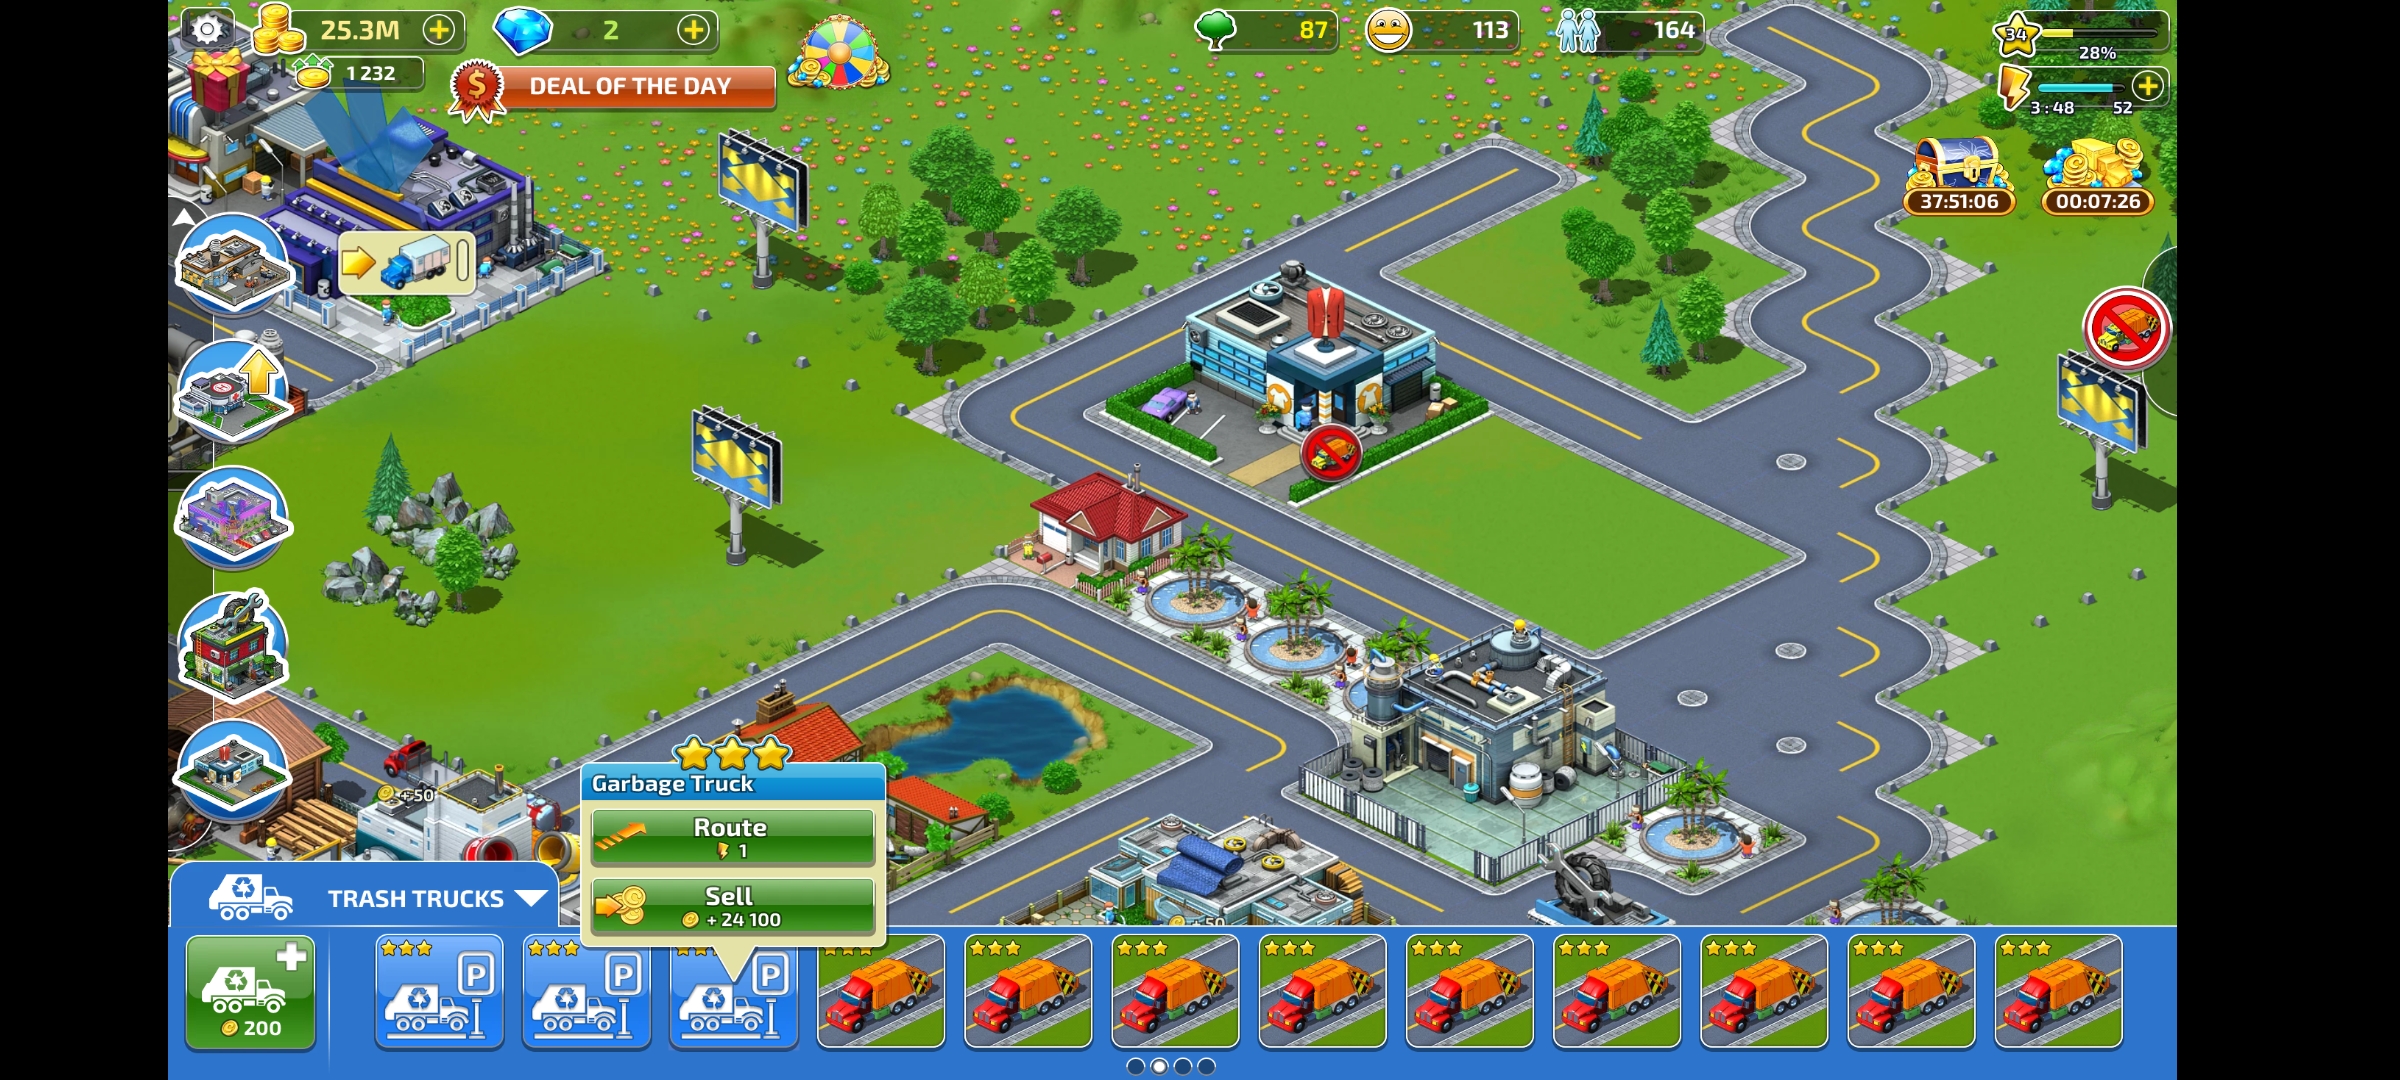 25.3M
2
87
113
164
34
28%
1 232
DEAL OF THE DAY
3:48
52
37:51:06
00:07:26
+50
Garbage Truck
Route
1
Sell
+ 24 100
+50
TRASH TRUCKS
200
P
P
P